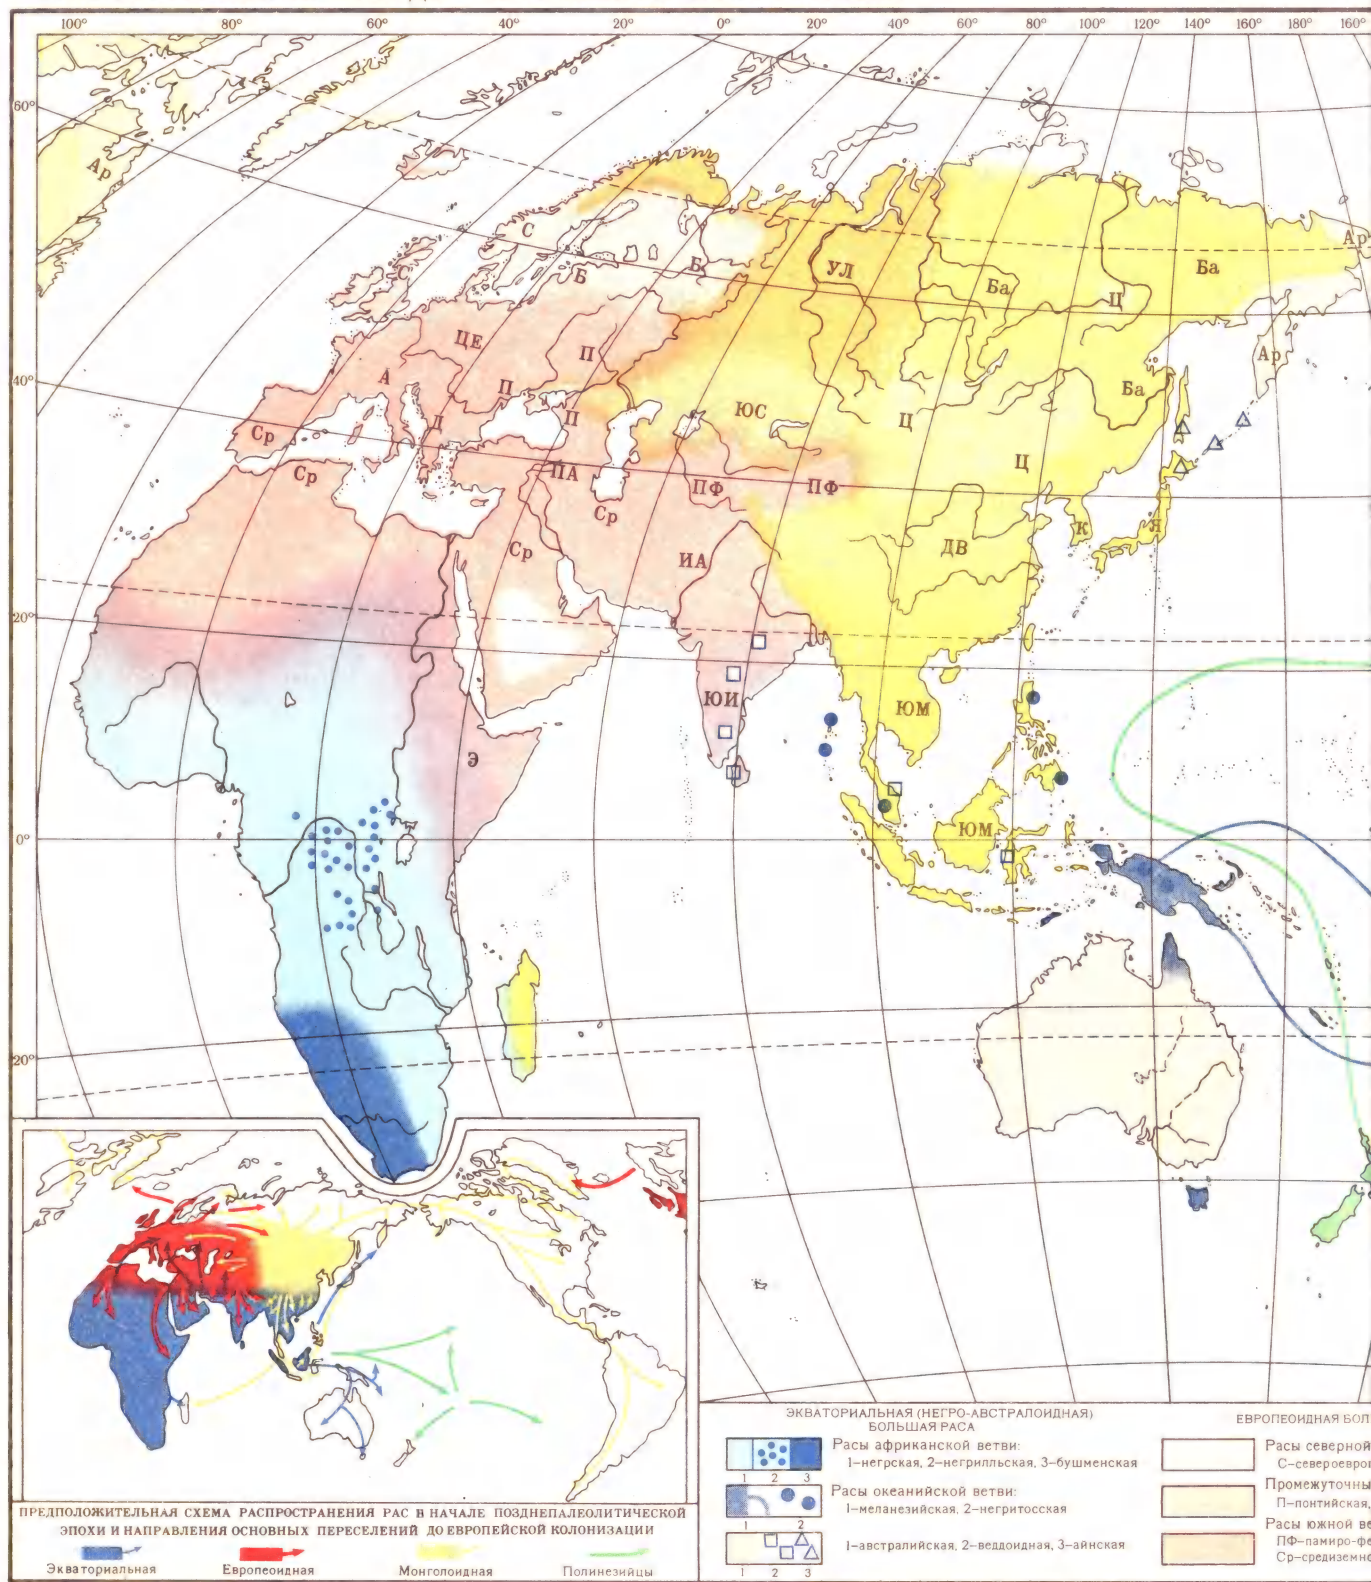 100° 80° 60° 40° 20° 0° 20° 40° 60° 80° 100° 120° 140° 160° 180° 160°
60°
40°
20°
0°
20°
Ар
С
С
Б
Б
УЛ
Ба
Ц
Ба
Ар
Ар
ЦЕ
П
А
П
П
Д
Ср
Ср
ЮС
Ц
Ба
Ц
ПА
ПФ
ПФ
Ср
Ср
ИА
ДВ
К
Я
ЮИ
ЮМ
Э
ЮМ
ПРЕДПОЛОЖИТЕЛЬНАЯ СХЕМА РАСПРОСТРАНЕНИЯ РАС В НАЧАЛЕ ПОЗДНЕПАЛЕОЛИТИЧЕСКОЙ
ЭПОХИ И НАПРАВЛЕНИЯ ОСНОВНЫХ ПЕРЕСЕЛЕНИЙ ДО ЕВРОПЕЙСКОЙ КОЛОНИЗАЦИИ
Экваториальная Европеоидная Монголоидная Полинезийцы
ЭКВАТОРИАЛЬНАЯ (НЕГРО-АВСТРАЛОИДНАЯ)
БОЛЬШАЯ РАСА
Расы африканской ветви:
1–негрская, 2–негрилльская, 3–бушменская
1 2 3
Расы океанийской ветви:
1–меланезийская, 2–негритосская
1 2
1–австралийская, 2–веддоидная, 3–айнская
1 2 3
ЕВРОПЕОИДНАЯ БОЛ
Расы северной
С–североевроп
Промежуточны
П–понтийская,
Расы южной ве
ПФ–памиро-фе
Ср–средиземно